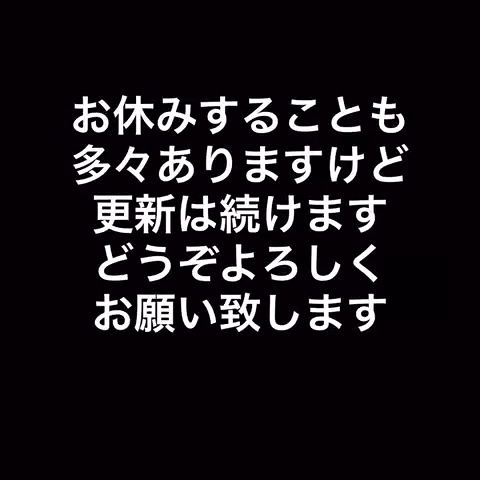 お休みすることも
多々ありますけど
更新は続けます
どうぞよろしく
お願い致します